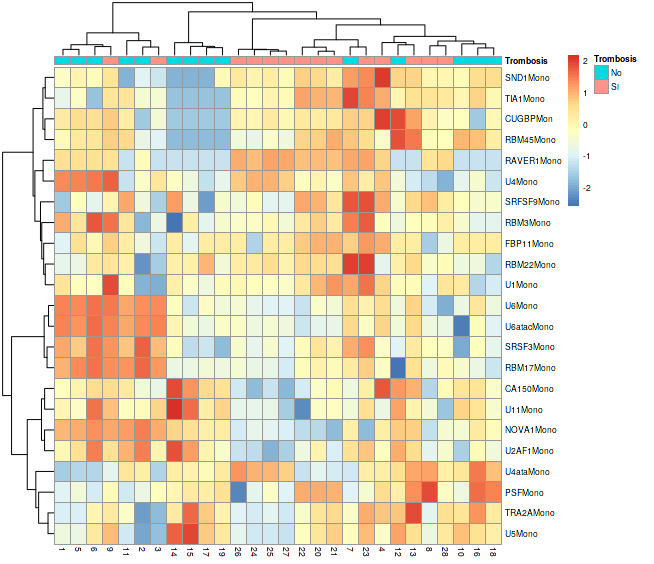 Trombosis
SND1Mono
TIA1Mono
CUGBPMon
RBM45Mono
RAVER1Mono
U4Mono
SRFSF9Mono
RBM3Mono
FBP11Mono
RBM22Mono
U1Mono
U6Mono
U6atacMono
SRSF3Mono
RBM17Mono
CA150Mono
U11Mono
NOVA1Mono
U2AF1Mono
U4ataMono
PSFMono
TRA2AMono
U5Mono
1 5 6 9 11 2 3 14 15 17 19 26 24 25 27 22 20 21 7 23 4 12 13 8 28 10 16 18
2
1
0
-1
-2
Trombosis
No
SI